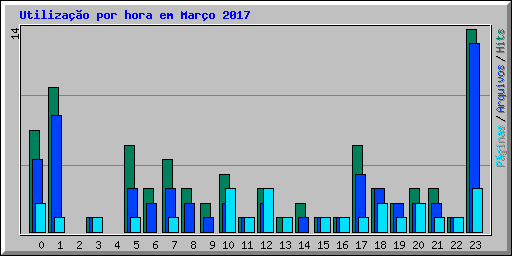 Utilização por hora em Março 2017
14
Páginas / Arquivos / Hits
0 1 2 3 4 5 6 7 8 9 10 11 12 13 14 15 16 17 18 19 20 21 22 23